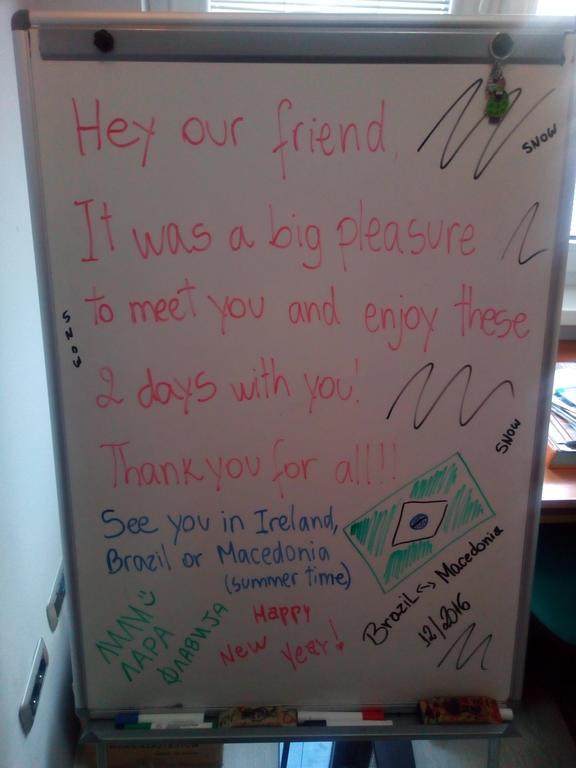 Hey our friend,
SNOW
It was a big pleasure
to meet you and enjoy these
SNOW
2 days with you!
SNOW
Thank you for all!!!
See you in Ireland,
Brazil or Macedonia
(summer time)
Brazil <-> Macedonia
12/2016
ЛИЛИ
ЛАРА
ФЛАВИЈА
Happy
New Year!